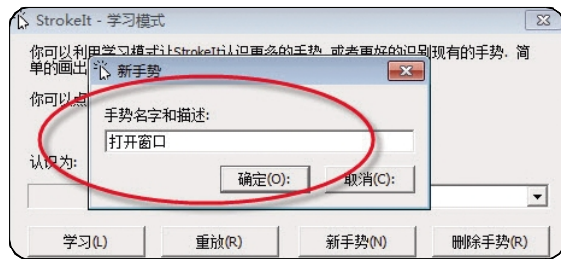 StrokeIt - 学习模式
你可以利用学习模式让StrokeIt认识更多的手势，或者更好的识别现有的手势. 简
单的画出
新手势
你可以点
手势名字和描述:
打开窗口
认识为:
确定(O):
取消(C):
学习(L)
重放(R)
新手势(N)
删除手势(R)